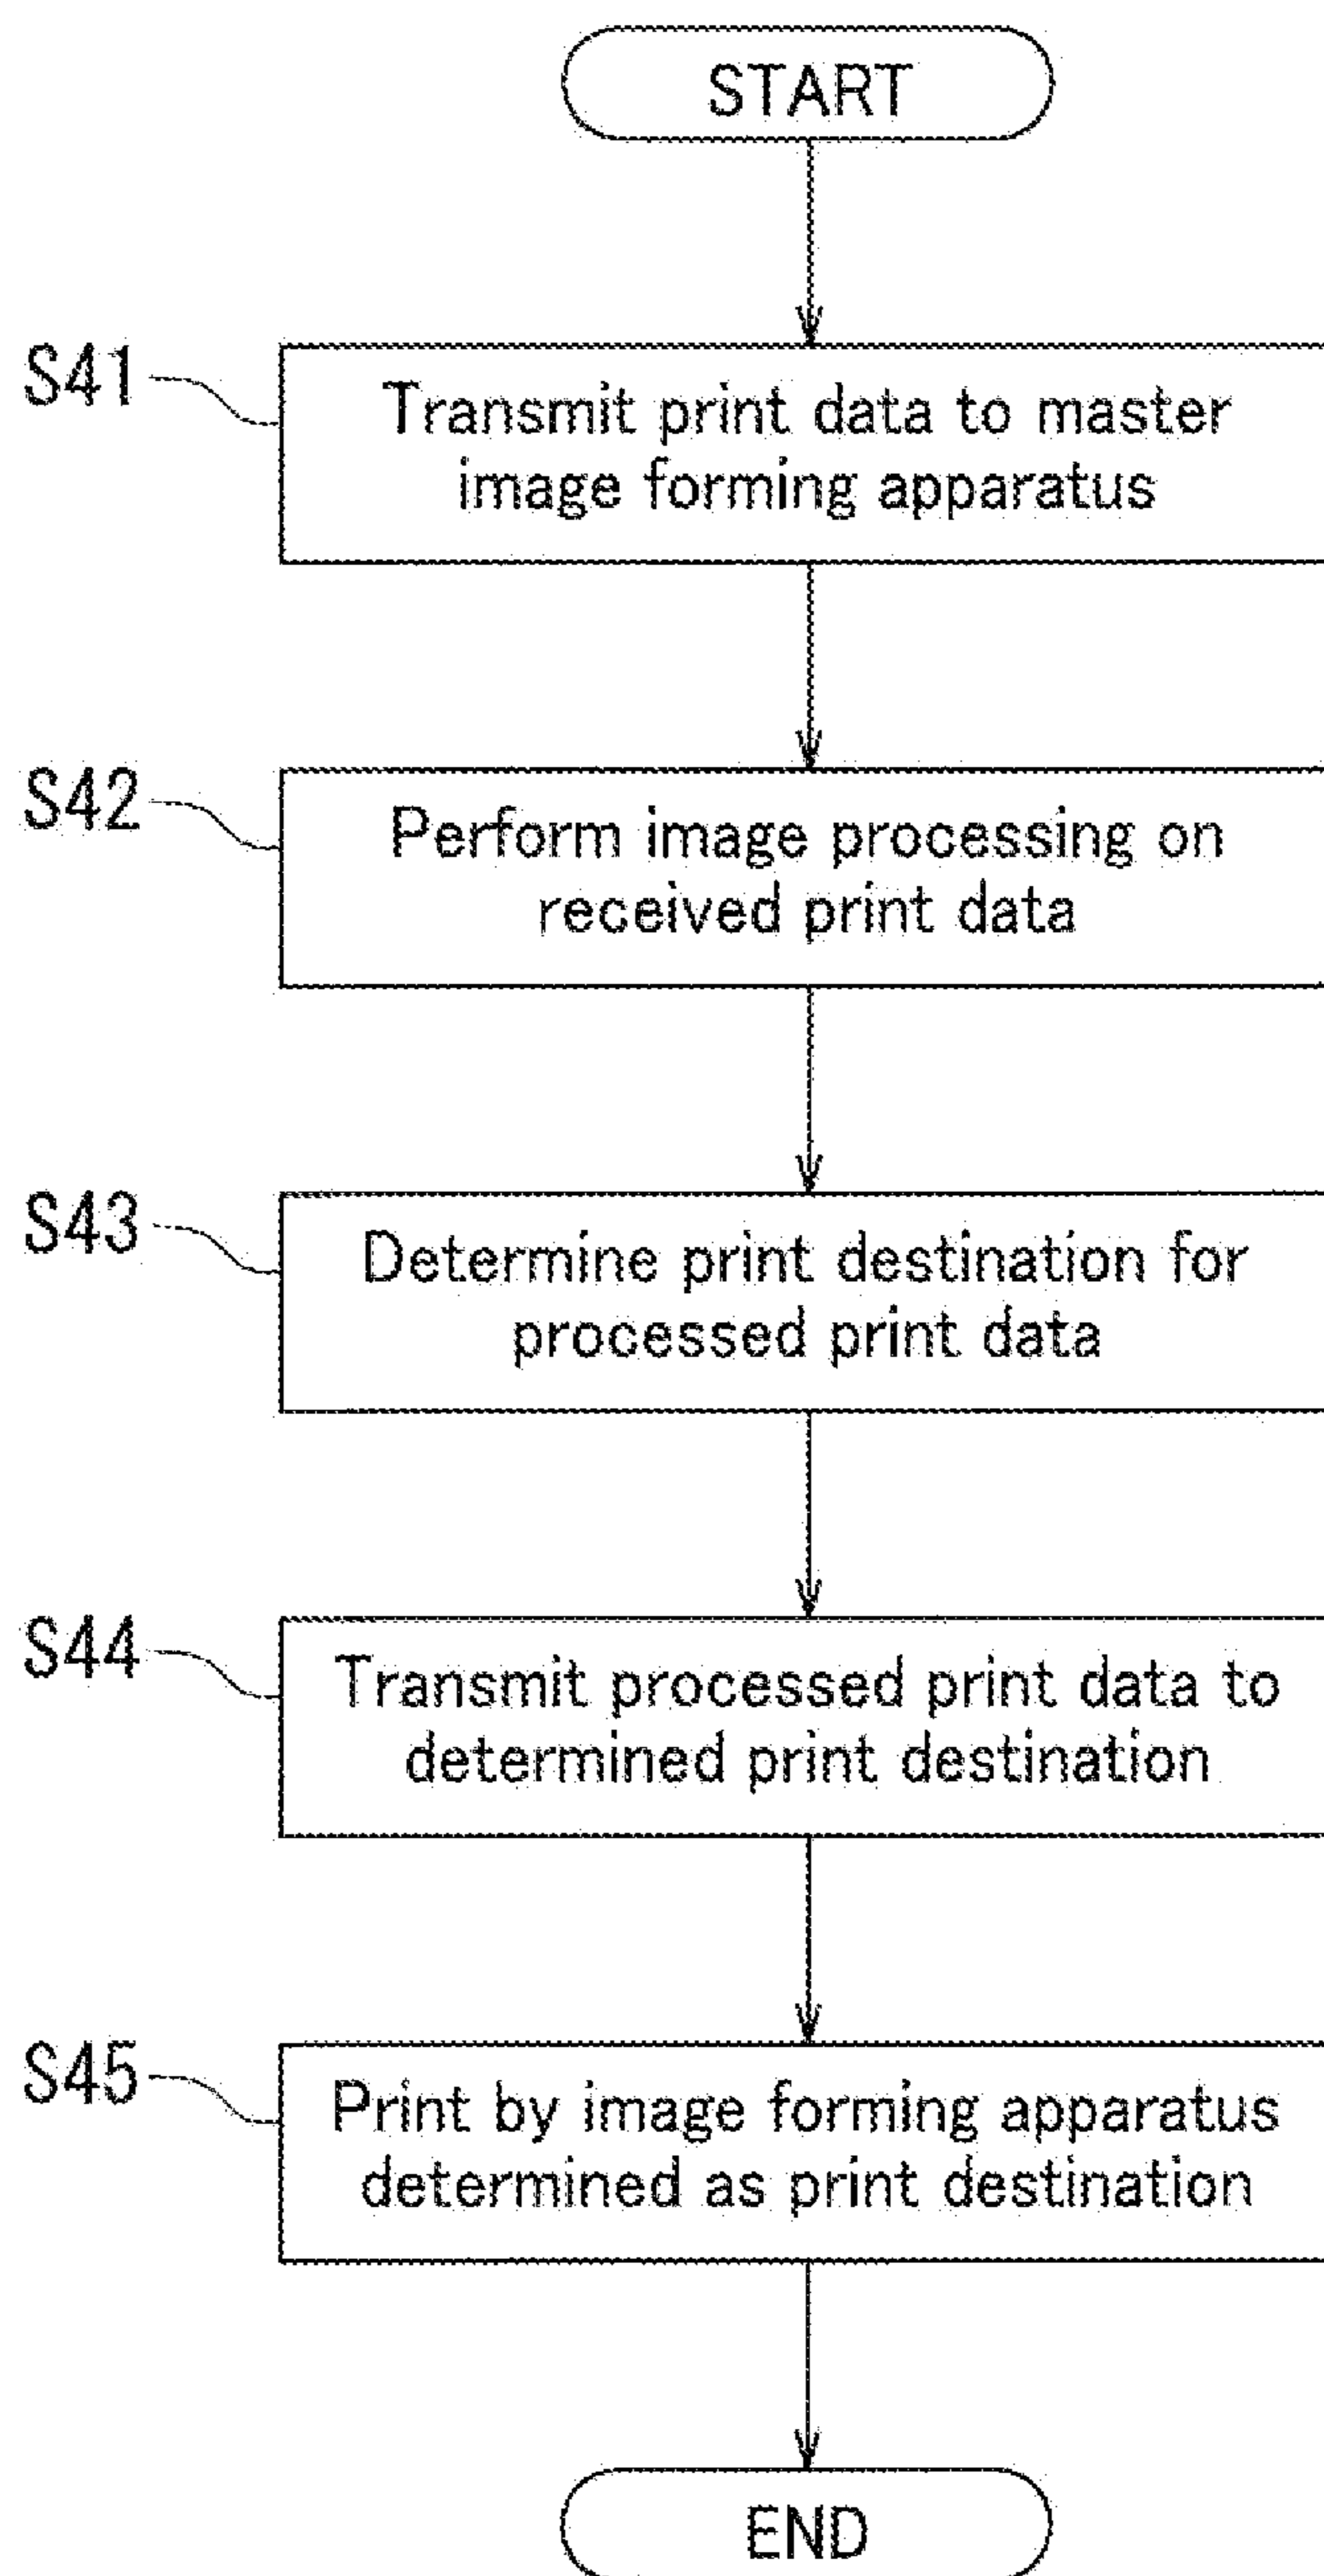 START
S41
Transmit print data to master
image forming apparatus
S42
Perform image processing on
received print data
S43
Determine print destination for
processed print data
S44
Transmit processed print data to
determined print destination
S45
Print by image forming apparatus
determined as print destination
END